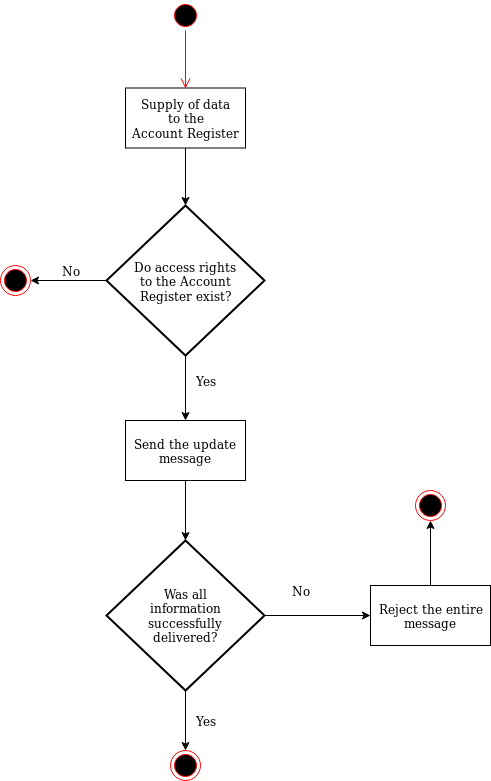 Supply of data
to the
Account Register
Do access rights
to the Account
Register exist?
No
Yes
Send the update
message
Was all
information
successfully
delivered?
No
Reject the entire
message
Yes